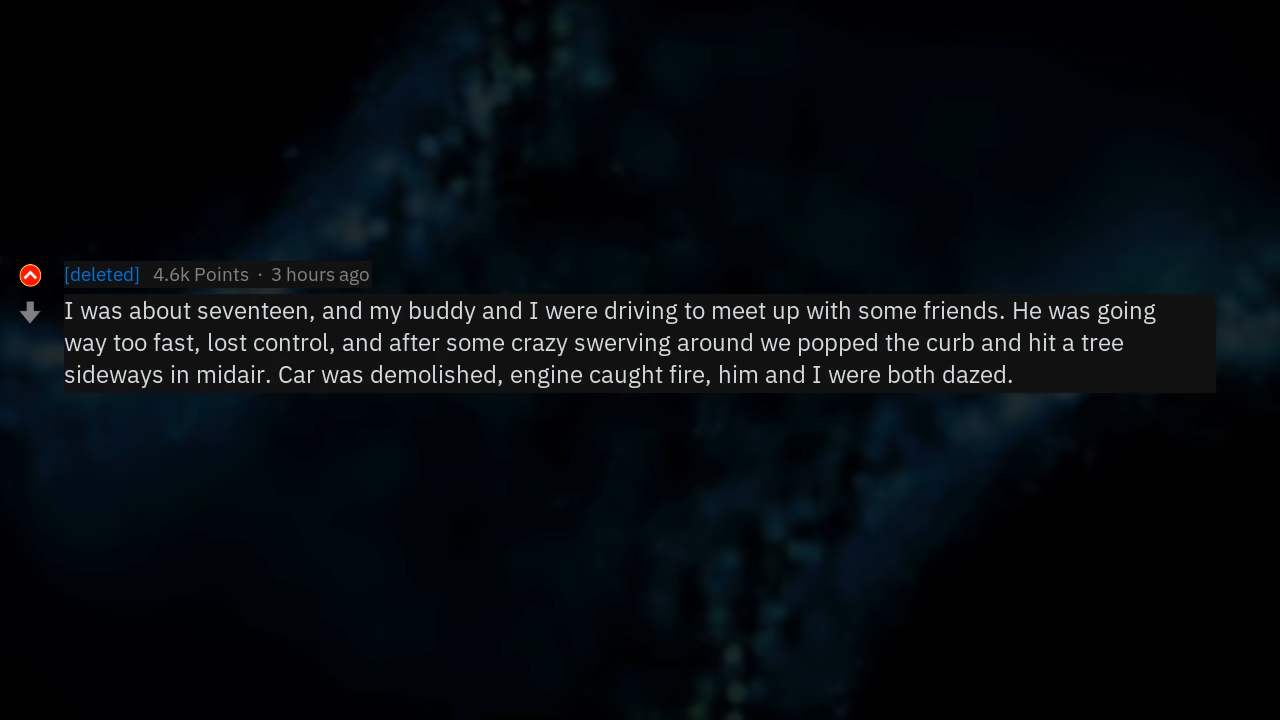 [deleted] 4.6k Points · 3 hours ago
I was about seventeen, and my buddy and I were driving to meet up with some friends. He was going
way too fast, lost control, and after some crazy swerving around we popped the curb and hit a tree
sideways in midair. Car was demolished, engine caught fire, him and I were both dazed.